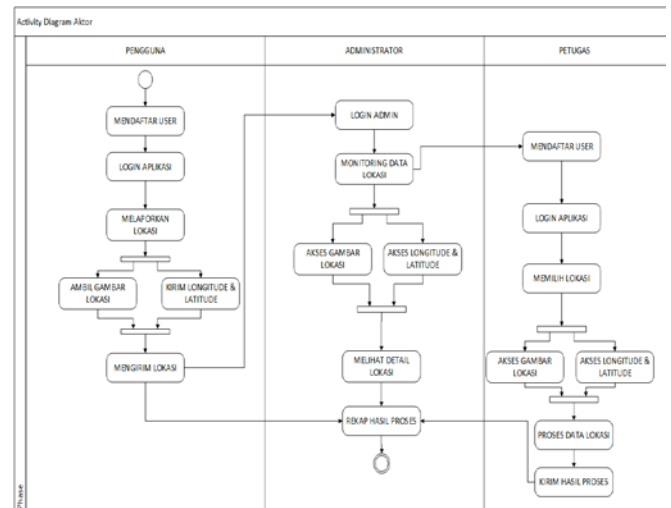 Activity Diagram Aktor
PENGGUNA
ADMINISTRATOR
PETUGAS
MENDAFTAR USER
LOGIN APLIKASI
MELAPORKAN
LOKASI
AMBIL GAMBAR
LOKASI
KIRIM LONGITUDE &
LATITUDE
MENGIRIM LOKASI
LOGIN ADMIN
MONITORING DATA
LOKASI
AKSES GAMBAR
LOKASI
AKSES LONGITUDE &
LATITUDE
MELIHAT DETAIL
LOKASI
REKAP HASIL PROSES
MENDAFTAR USER
LOGIN APLIKASI
MEMILIH LOKASI
AKSES GAMBAR
LOKASI
AKSES LONGITUDE &
LATITUDE
PROSES DATA LOKASI
KIRIM HASIL PROSES
Phase